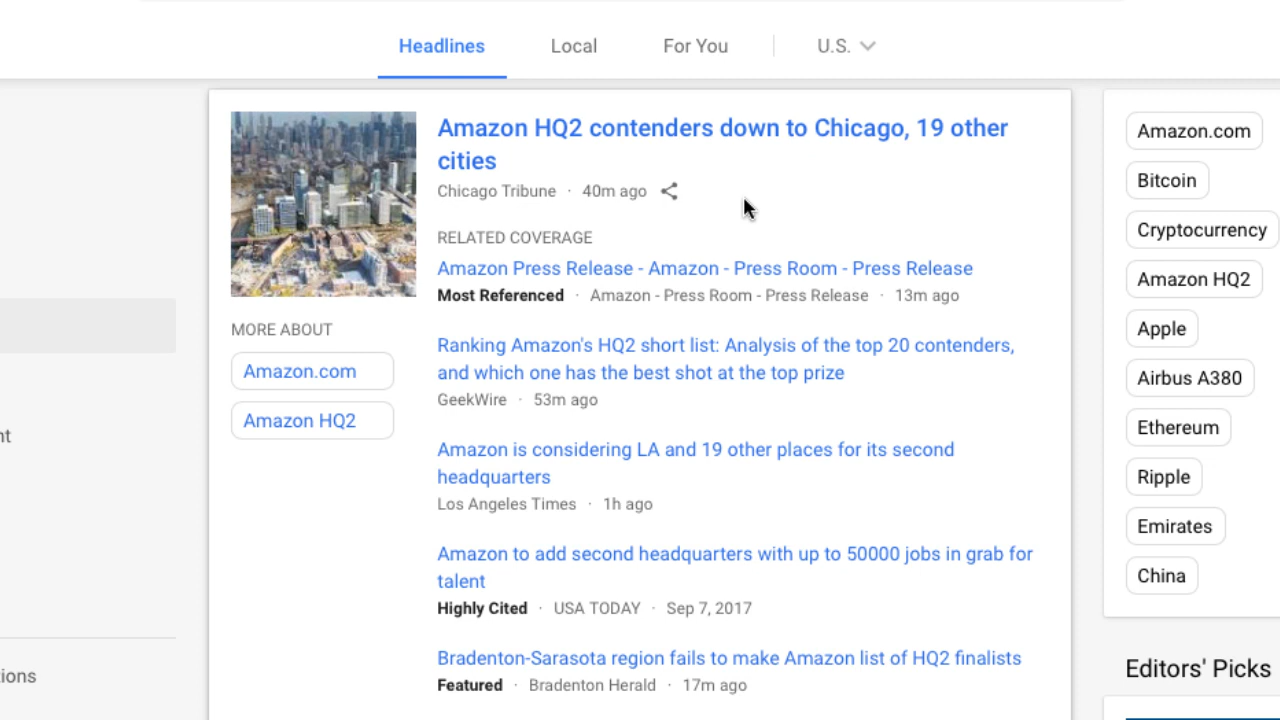 Headlines Local For You U.S.
Amazon HQ2 contenders down to Chicago, 19 other
cities
Chicago Tribune · 40m ago
RELATED COVERAGE
Amazon Press Release - Amazon - Press Room - Press Release
Most Referenced · Amazon - Press Room - Press Release · 13m ago
Ranking Amazon's HQ2 short list: Analysis of the top 20 contenders,
and which one has the best shot at the top prize
GeekWire · 53m ago
Amazon is considering LA and 19 other places for its second
headquarters
Los Angeles Times · 1h ago
Amazon to add second headquarters with up to 50000 jobs in grab for
talent
Highly Cited · USA TODAY · Sep 7, 2017
Bradenton-Sarasota region fails to make Amazon list of HQ2 finalists
Featured · Bradenton Herald · 17m ago
MORE ABOUT
Amazon.com
Amazon HQ2
nt
tions
Amazon.com
Bitcoin
Cryptocurrency
Amazon HQ2
Apple
Airbus A380
Ethereum
Ripple
Emirates
China
Editors' Picks